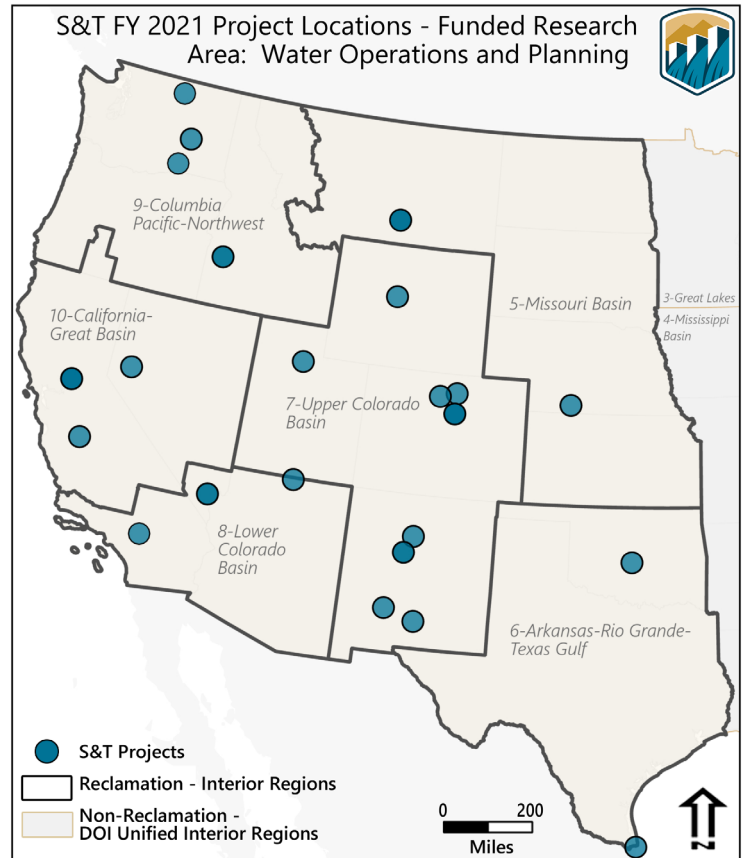 S&T FY 2021 Project Locations - Funded Research
Area:  Water Operations and Planning
9-Columbia
Pacific-Northwest
10-California-
Great Basin
5-Missouri Basin
3-Great Lakes
4-Mississippi
Basin
7-Upper Colorado
Basin
8-Lower
Colorado
Basin
6-Arkansas-Rio Grande-
Texas Gulf
S&T Projects
Reclamation - Interior Regions
Non-Reclamation -
DOI Unified Interior Regions
0 200
Miles
N